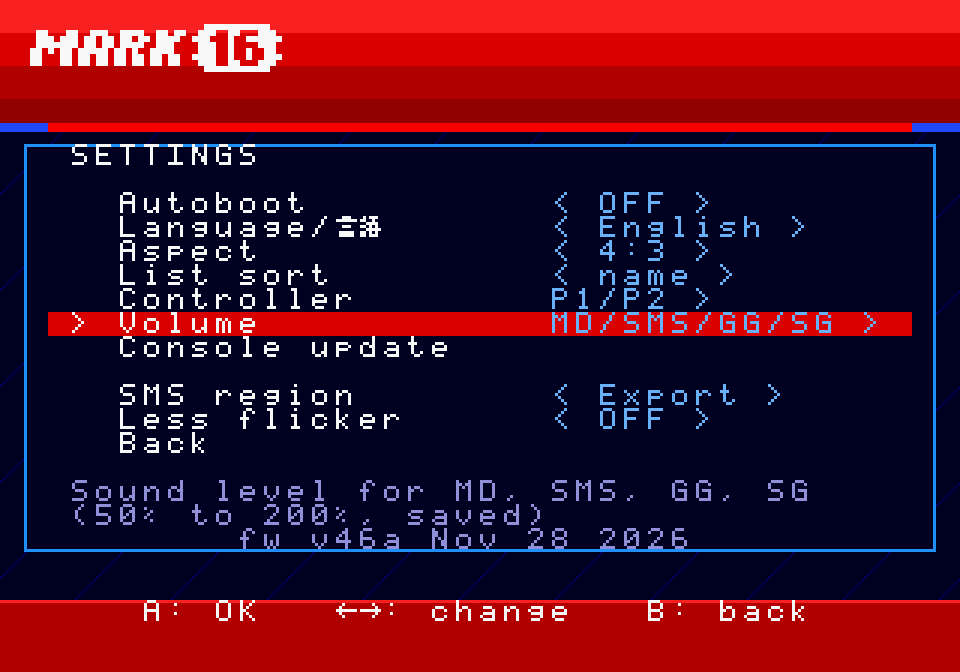 MARK 16
SETTINGS
Autoboot < OFF >
Language/言語 < English >
Aspect < 4:3 >
List sort < name >
Controller P1/P2 >
> Volume MD/SMS/GG/SG >
Console update
SMS region < Export >
Less flicker < OFF >
Back
Sound level for MD, SMS, GG, SG
(50% to 200%, saved)
fw v46a Nov 28 2026
A: OK ←→: change B: back